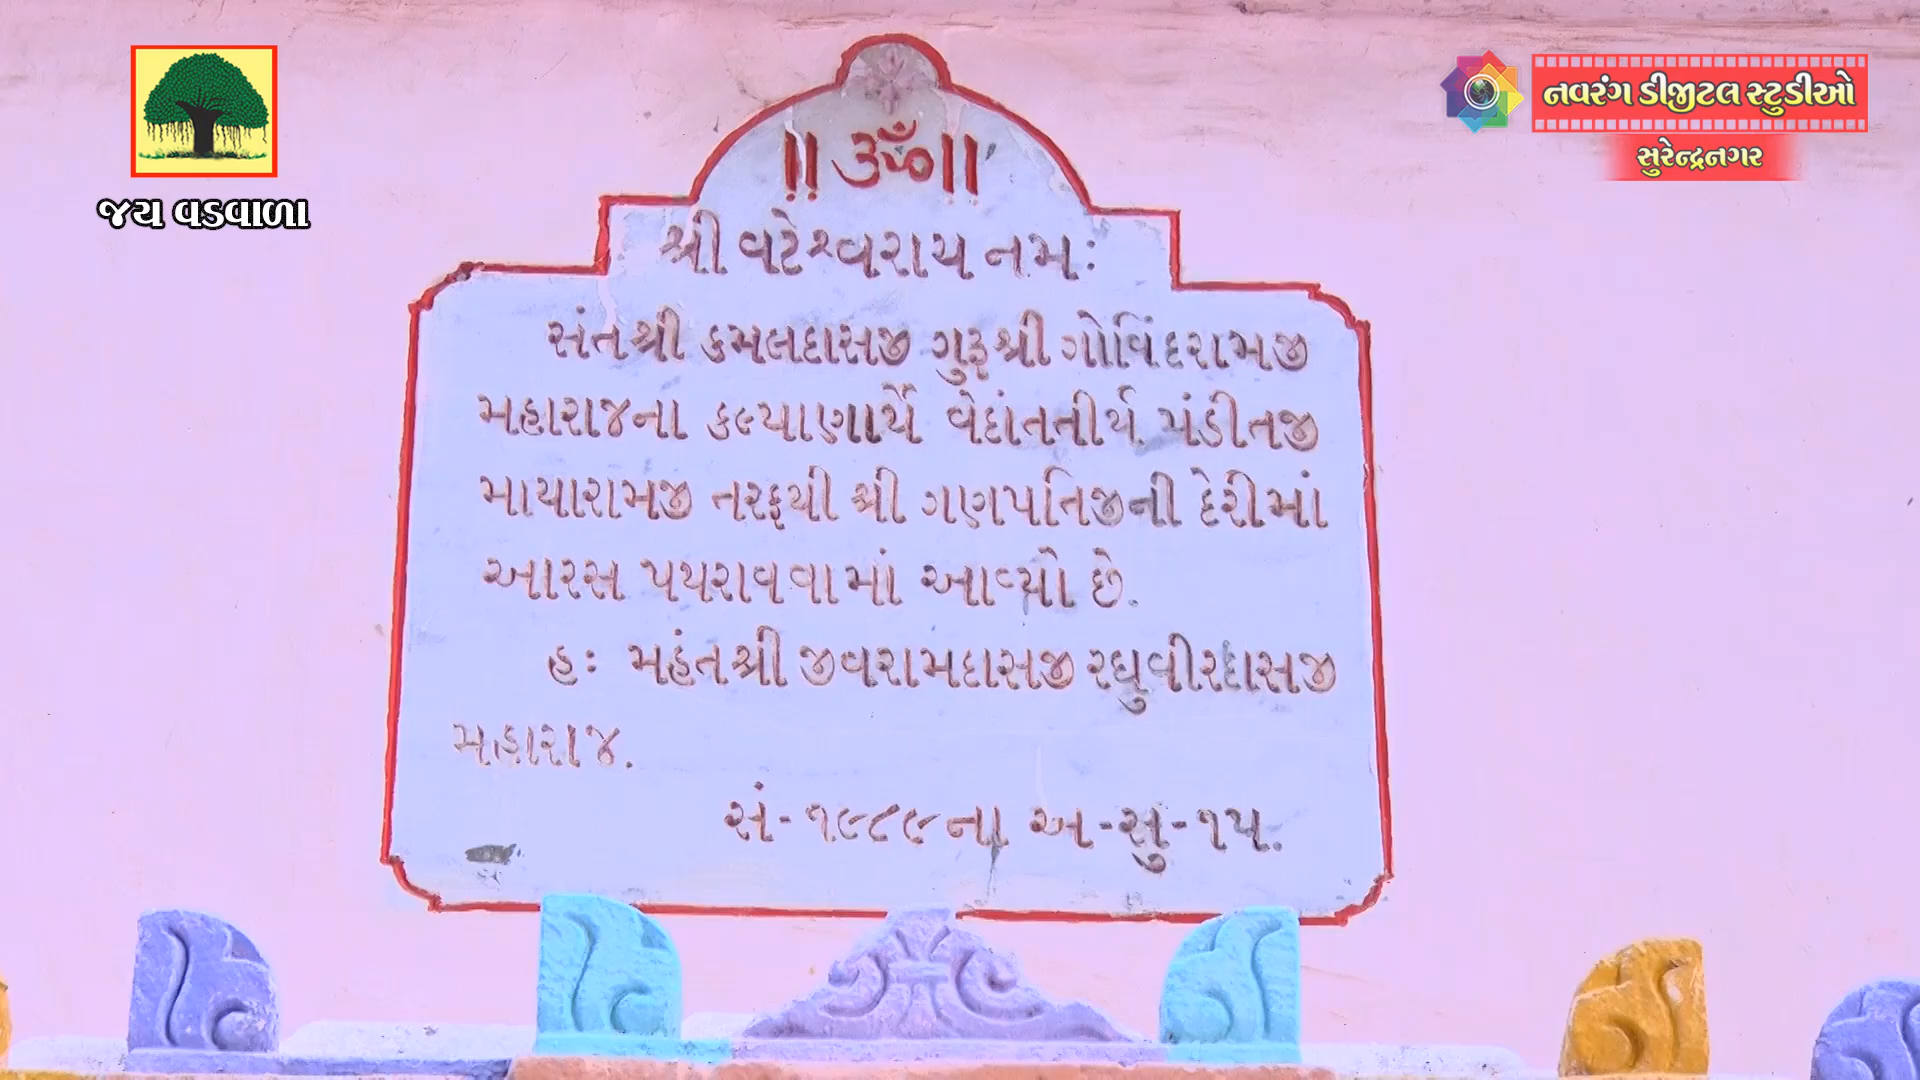 જય વડવાળા
નવરંગ ડીજીટલ સ્ટુડીઓ
સુરેન્દ્રનગર
॥ ૐ ॥
શ્રી વટેશ્વરાય નમઃ
સંતશ્રી કમલદાસજી ગુરૂશ્રી ગોવિંદરામજી
મહારાજના કલ્યાણાર્થે વેદાંતતીર્થ પંડીતજી
માયારામજી તરફથી શ્રી ગણપતિજીની દેરીમાં
આરસ પથરાવવામાં આવ્યો છે.
હઃ મહંતશ્રી જીવરામદાસજી રઘુવીરદાસજી
મહારાજ.
સં-૧૯૮૯ના અ-સુ-૧૫.